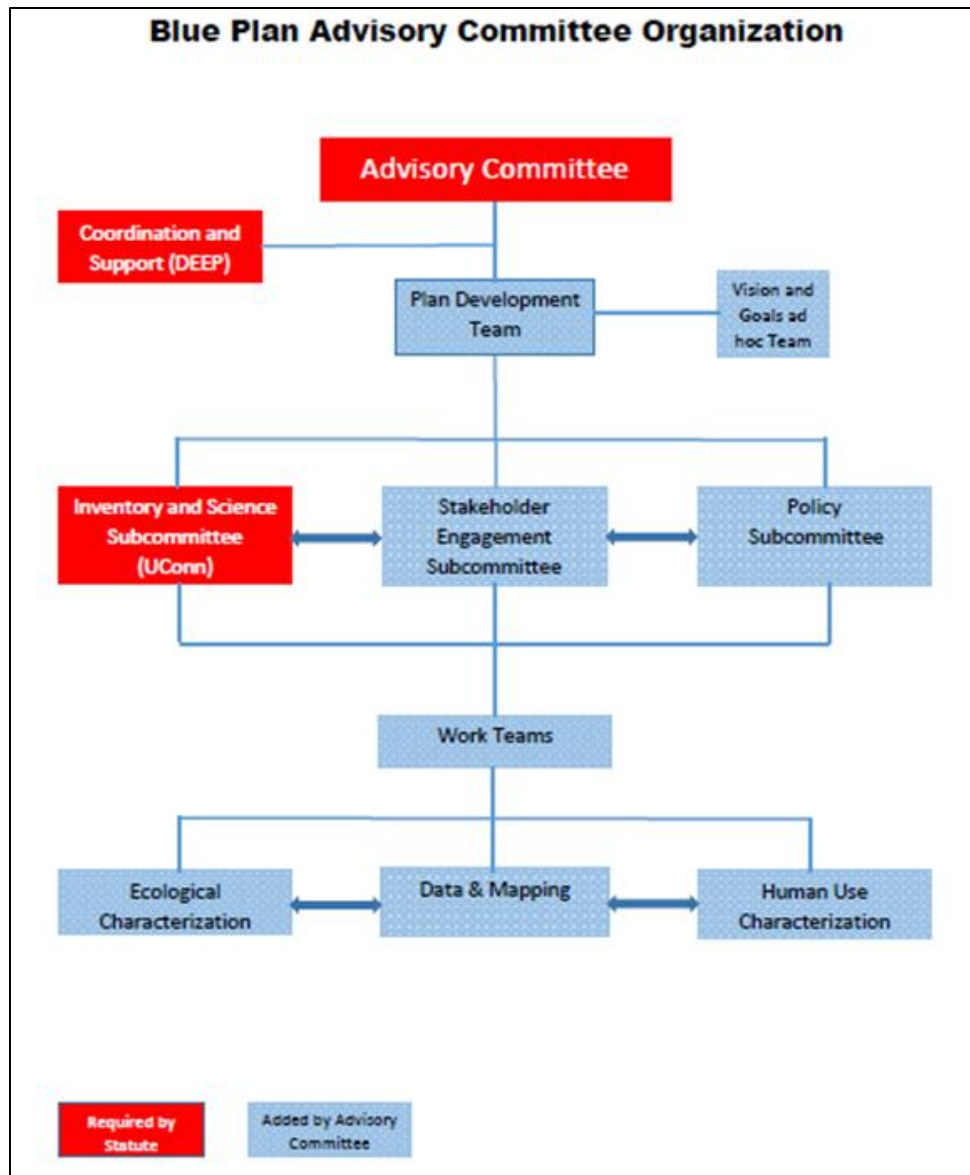 Blue Plan Advisory Committee Organization
Advisory Committee
Coordination and
Support (DEEP)
Plan Development
Team
Vision and
Goals ad
hoc Team
Inventory and Science
Subcommittee
(UConn)
Stakeholder
Engagement
Subcommittee
Policy
Subcommittee
Work Teams
Ecological
Characterization
Data & Mapping
Human Use
Characterization
Required by
Statute
Added by Advisory
Committee